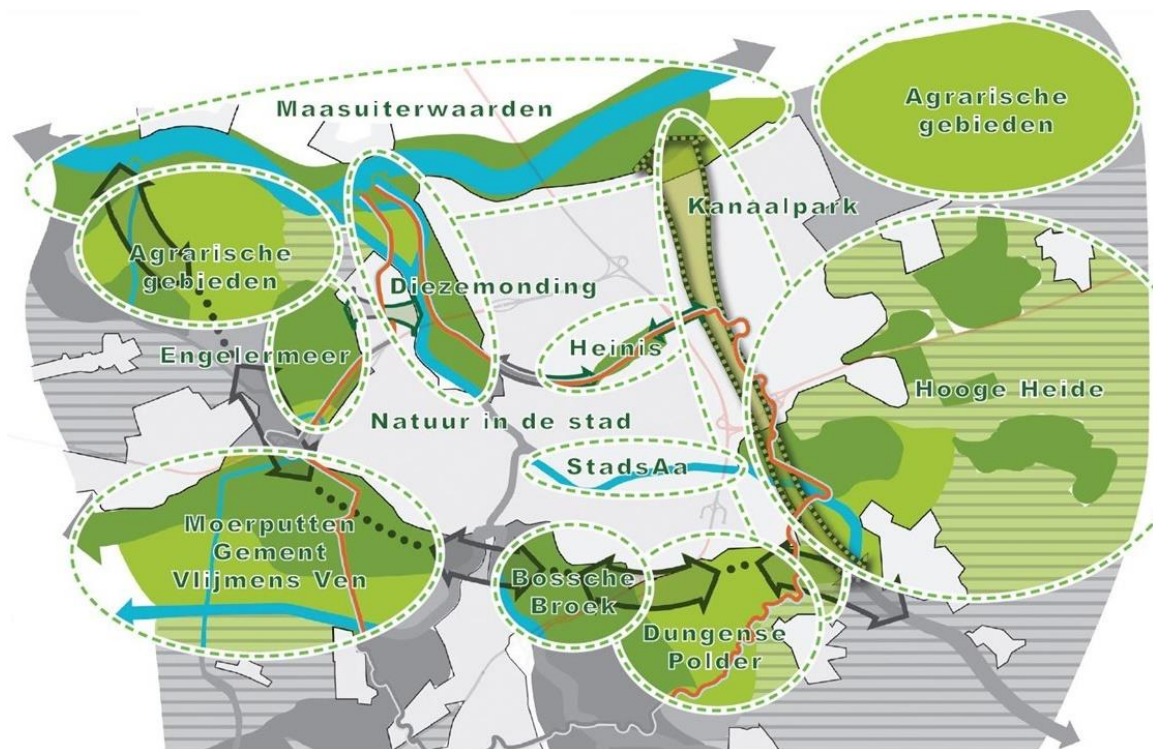 Maasuiterwaarden
Agrarische
gebieden
Kanaalpark
Agrarische
gebieden
Diezemonding
Engelermeer
Heinis
Hooge Heide
Natuur in de stad
StadsAa
Moerputten
Gement
Vlijmens Ven
Bossche
Broek
Dungense
Polder